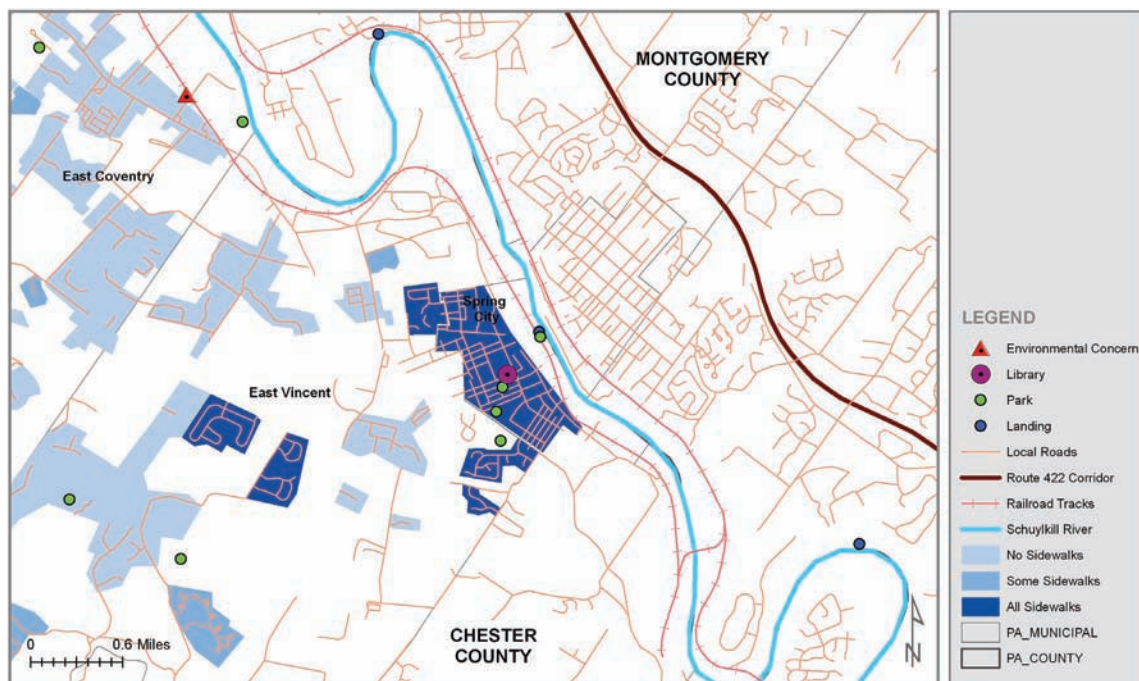 MONTGOMERY
COUNTY
East Coventry
Spring
City
East Vincent
CHESTER
COUNTY
0 0.6 Miles
N
LEGEND
Environmental Concern
Library
Park
Landing
Local Roads
Route 422 Corridor
Railroad Tracks
Schuylkill River
No Sidewalks
Some Sidewalks
All Sidewalks
PA_MUNICIPAL
PA_COUNTY